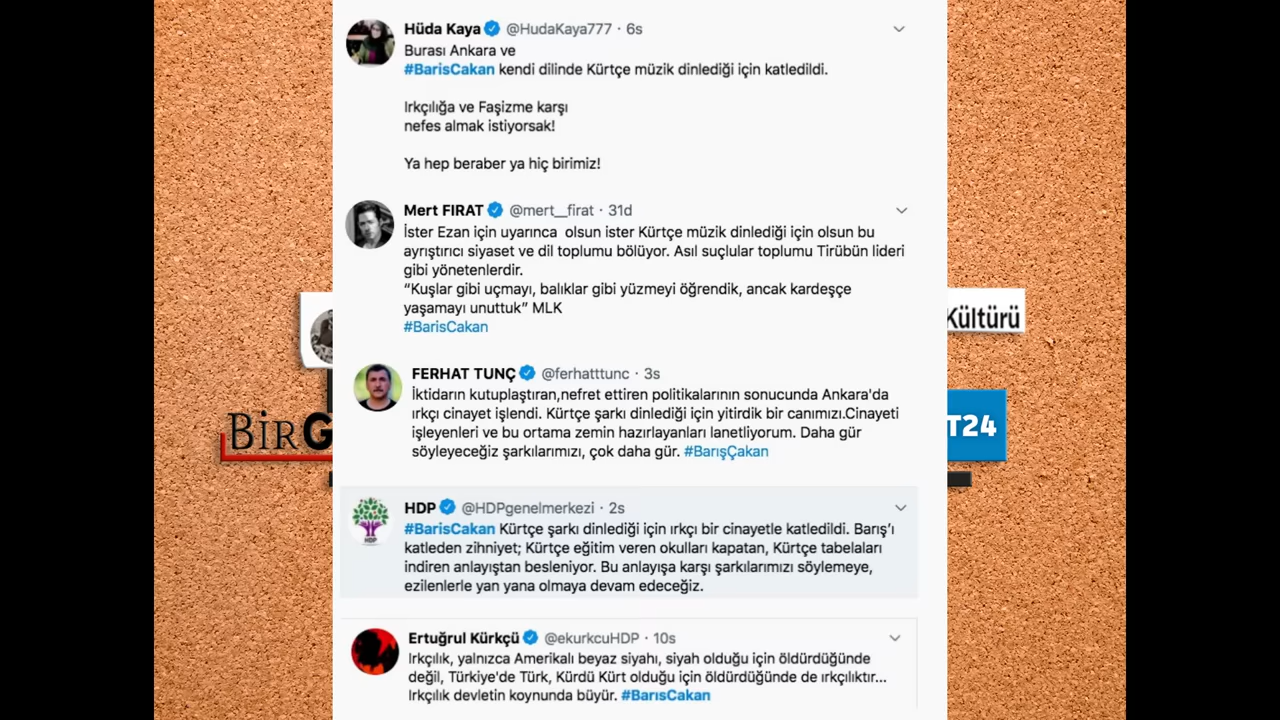 Hüda Kaya @HudaKaya777 · 6s
Burası Ankara ve
#BarisCakan kendi dilinde Kürtçe müzik dinlediği için katledildi.
Irkçılığa ve Faşizme karşı
nefes almak istiyorsak!
Ya hep beraber ya hiç birimiz!
Mert FIRAT @mert__firat · 31d
İster Ezan için uyarınca olsun ister Kürtçe müzik dinlediği için olsun bu
ayrıştırıcı siyaset ve dil toplumu bölüyor. Asıl suçlular toplumu Tirübün lideri
gibi yönetenlerdir.
“Kuşlar gibi uçmayı, balıklar gibi yüzmeyi öğrendik, ancak kardeşçe
yaşamayı unuttuk” MLK
#BarisCakan
Kültürü
FERHAT TUNÇ @ferhatttunc · 3s
İktidarın kutuplaştıran,nefret ettiren politikalarının sonucunda Ankara'da
ırkçı cinayet işlendi. Kürtçe şarkı dinlediği için yitirdik bir canımızı.Cinayeti
işleyenleri ve bu ortama zemin hazırlayanları lanetliyorum. Daha gür
söyleyeceğiz şarkılarımızı, çok daha gür. #BarışÇakan
BİRG
T24
HDP @HDPgenelmerkezi · 2s
#BarisCakan Kürtçe şarkı dinlediği için ırkçı bir cinayetle katledildi. Barış’ı
katleden zihniyet; Kürtçe eğitim veren okulları kapatan, Kürtçe tabelaları
indiren anlayıştan besleniyor. Bu anlayışa karşı şarkılarımızı söylemeye,
ezilenlerle yan yana olmaya devam edeceğiz.
HDP
Ertuğrul Kürkçü @ekurkcuHDP · 10s
Irkçılık, yalnızca Amerikalı beyaz siyahı, siyah olduğu için öldürdüğünde
değil, Türkiye'de Türk, Kürdü Kürt olduğu için öldürdüğünde de ırkçılıktır...
Irkçılık devletin koynunda büyür. #BarısCakan